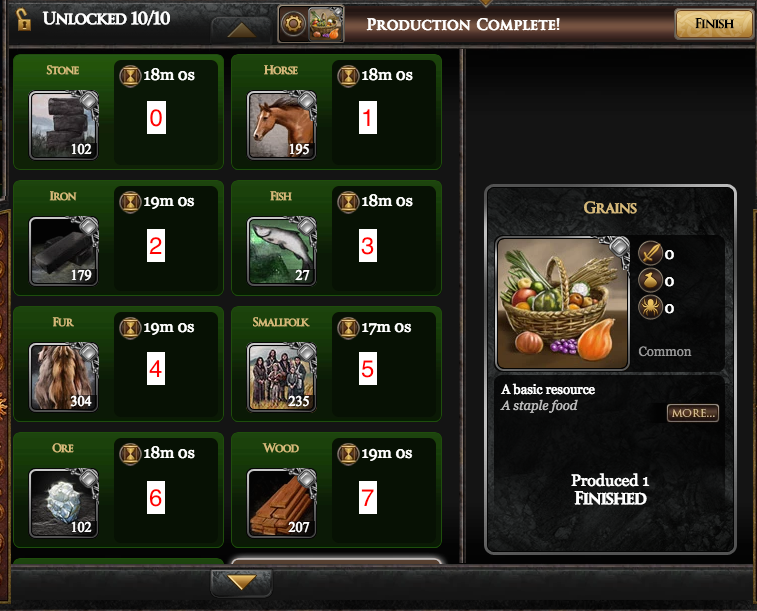 UNLOCKED 10/10
PRODUCTION COMPLETE!
FINISH
STONE
18m 0s
102
0
HORSE
18m 0s
195
1
IRON
19m 0s
179
2
FISH
18m 0s
27
3
FUR
19m 0s
304
4
SMALLFOLK
17m 0s
235
5
ORE
18m 0s
102
6
WOOD
19m 0s
207
7
GRAINS
0
0
0
Common
A basic resource
A staple food
MORE...
Produced 1
FINISHED